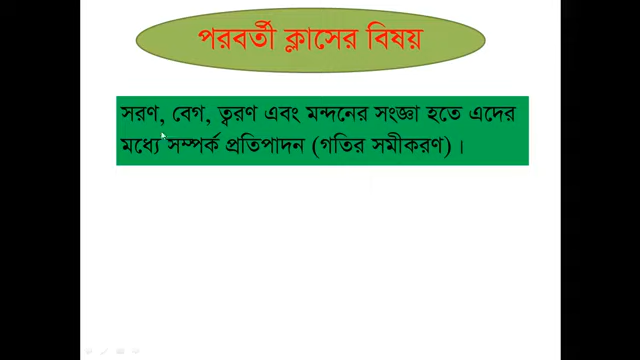 পরবর্তী ক্লাসের বিষয়
সরণ, বেগ, ত্বরণ এবং মন্দনের সংজ্ঞা হতে এদের
মধ্যে সম্পর্ক প্রতিপাদন (গতির সমীকরণ)।